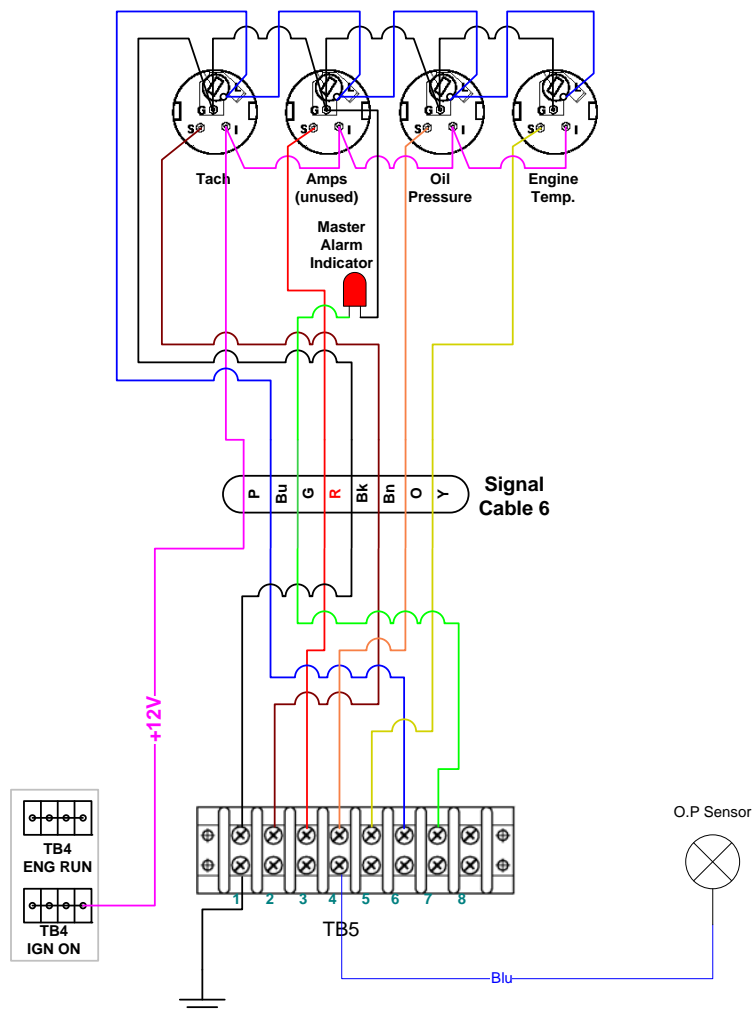 L
L
L
L
G
G
G
G
S
I
S
I
S
I
S
I
Tach
Amps
(unused)
Oil
Pressure
Engine
Temp.
Master
Alarm
Indicator
P
Bu
G
R
Bk
Bn
O
Y
Signal
Cable 6
+12V
TB4
ENG RUN
TB4
IGN ON
1
2
3
4
5
6
7
8
TB5
O.P Sensor
Blu